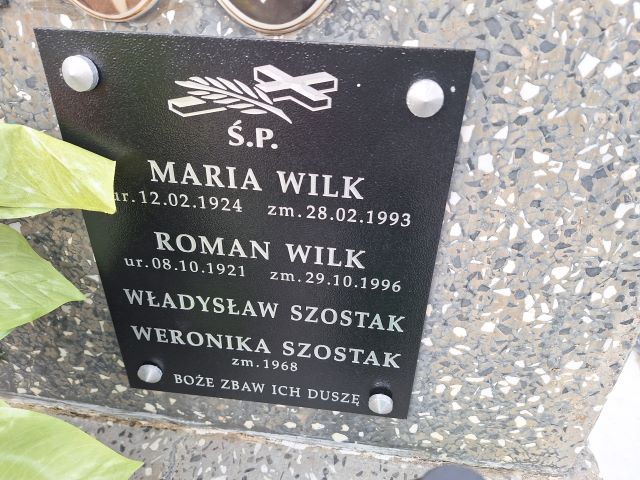 Ś.P.
MARIA WILK
ur. 12.02.1924 zm. 28.02.1993
ROMAN WILK
ur. 08.10.1921 zm. 29.10.1996
WŁADYSŁAW SZOSTAK
WERONIKA SZOSTAK
zm. 1968
BOŻE ZBAW ICH DUSZĘ